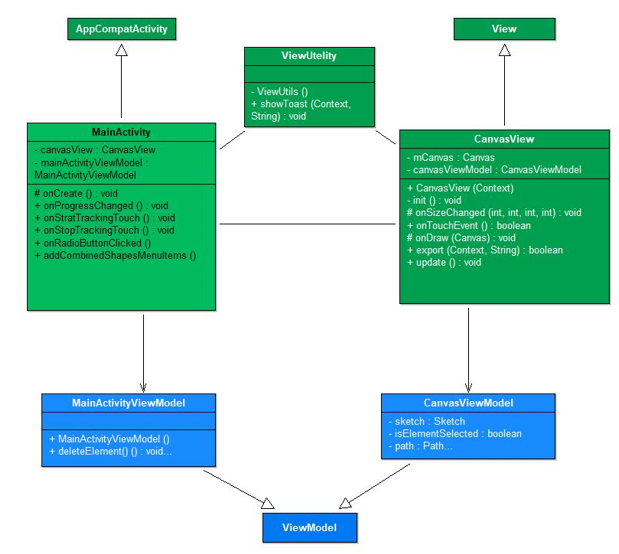 AppCompatActivity
View
ViewUtelity
- ViewUtils ()
+ showToast (Context,
String) : void
MainActivity
- canvasView : CanvasView
- mainActivityViewModel :
MainActivityViewModel
# onCreate () : void
+ onProgressChanged () : void
+ onStratTrackingTouch () : void
+ onStopTrackingTouch () : void
+ onRadioButtonClicked ()
+ addCombinedShapesMenuItems ()
CanvasView
- mCanvas : Canvas
- canvasViewModel : CanvasViewModel
+ CanvasView (Context)
- init () : void
# onSizeChanged (int, int, int, int) : void
+ onTouchEvent () : boolean
# onDraw (Canvas) : void
+ export (Context, String) : boolean
+ update () : void
MainActivityViewModel
+ MainActivityViewModel ()
+ deleteElement() () : void...
CanvasViewModel
- sketch : Sketch
- isElementSelected : boolean
- path : Path...
ViewModel